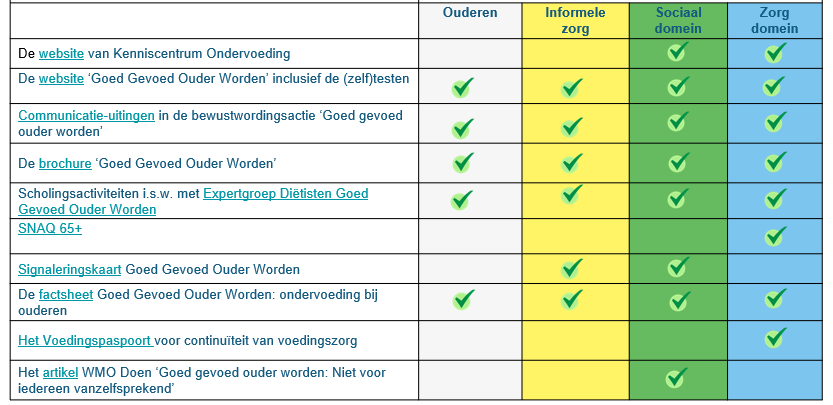 Ouderen Informele zorg Sociaal domein Zorg domein
De website van Kenniscentrum Ondervoeding
De website ‘Goed Gevoed Ouder Worden’ inclusief de (zelf)testen
Communicatie-uitingen in de bewustwordingsactie ‘Goed gevoed
ouder worden’
De brochure ‘Goed Gevoed Ouder Worden’
Scholingsactiviteiten i.s.w. met Expertgroep Diëtisten Goed
Gevoed Ouder Worden
SNAQ 65+
Signaleringskaart Goed Gevoed Ouder Worden
De factsheet Goed Gevoed Ouder Worden: ondervoeding bij
ouderen
Het Voedingspaspoort voor continuïteit van voedingszorg
Het artikel WMO Doen ‘Goed gevoed ouder worden: Niet voor
iedereen vanzelfsprekend’